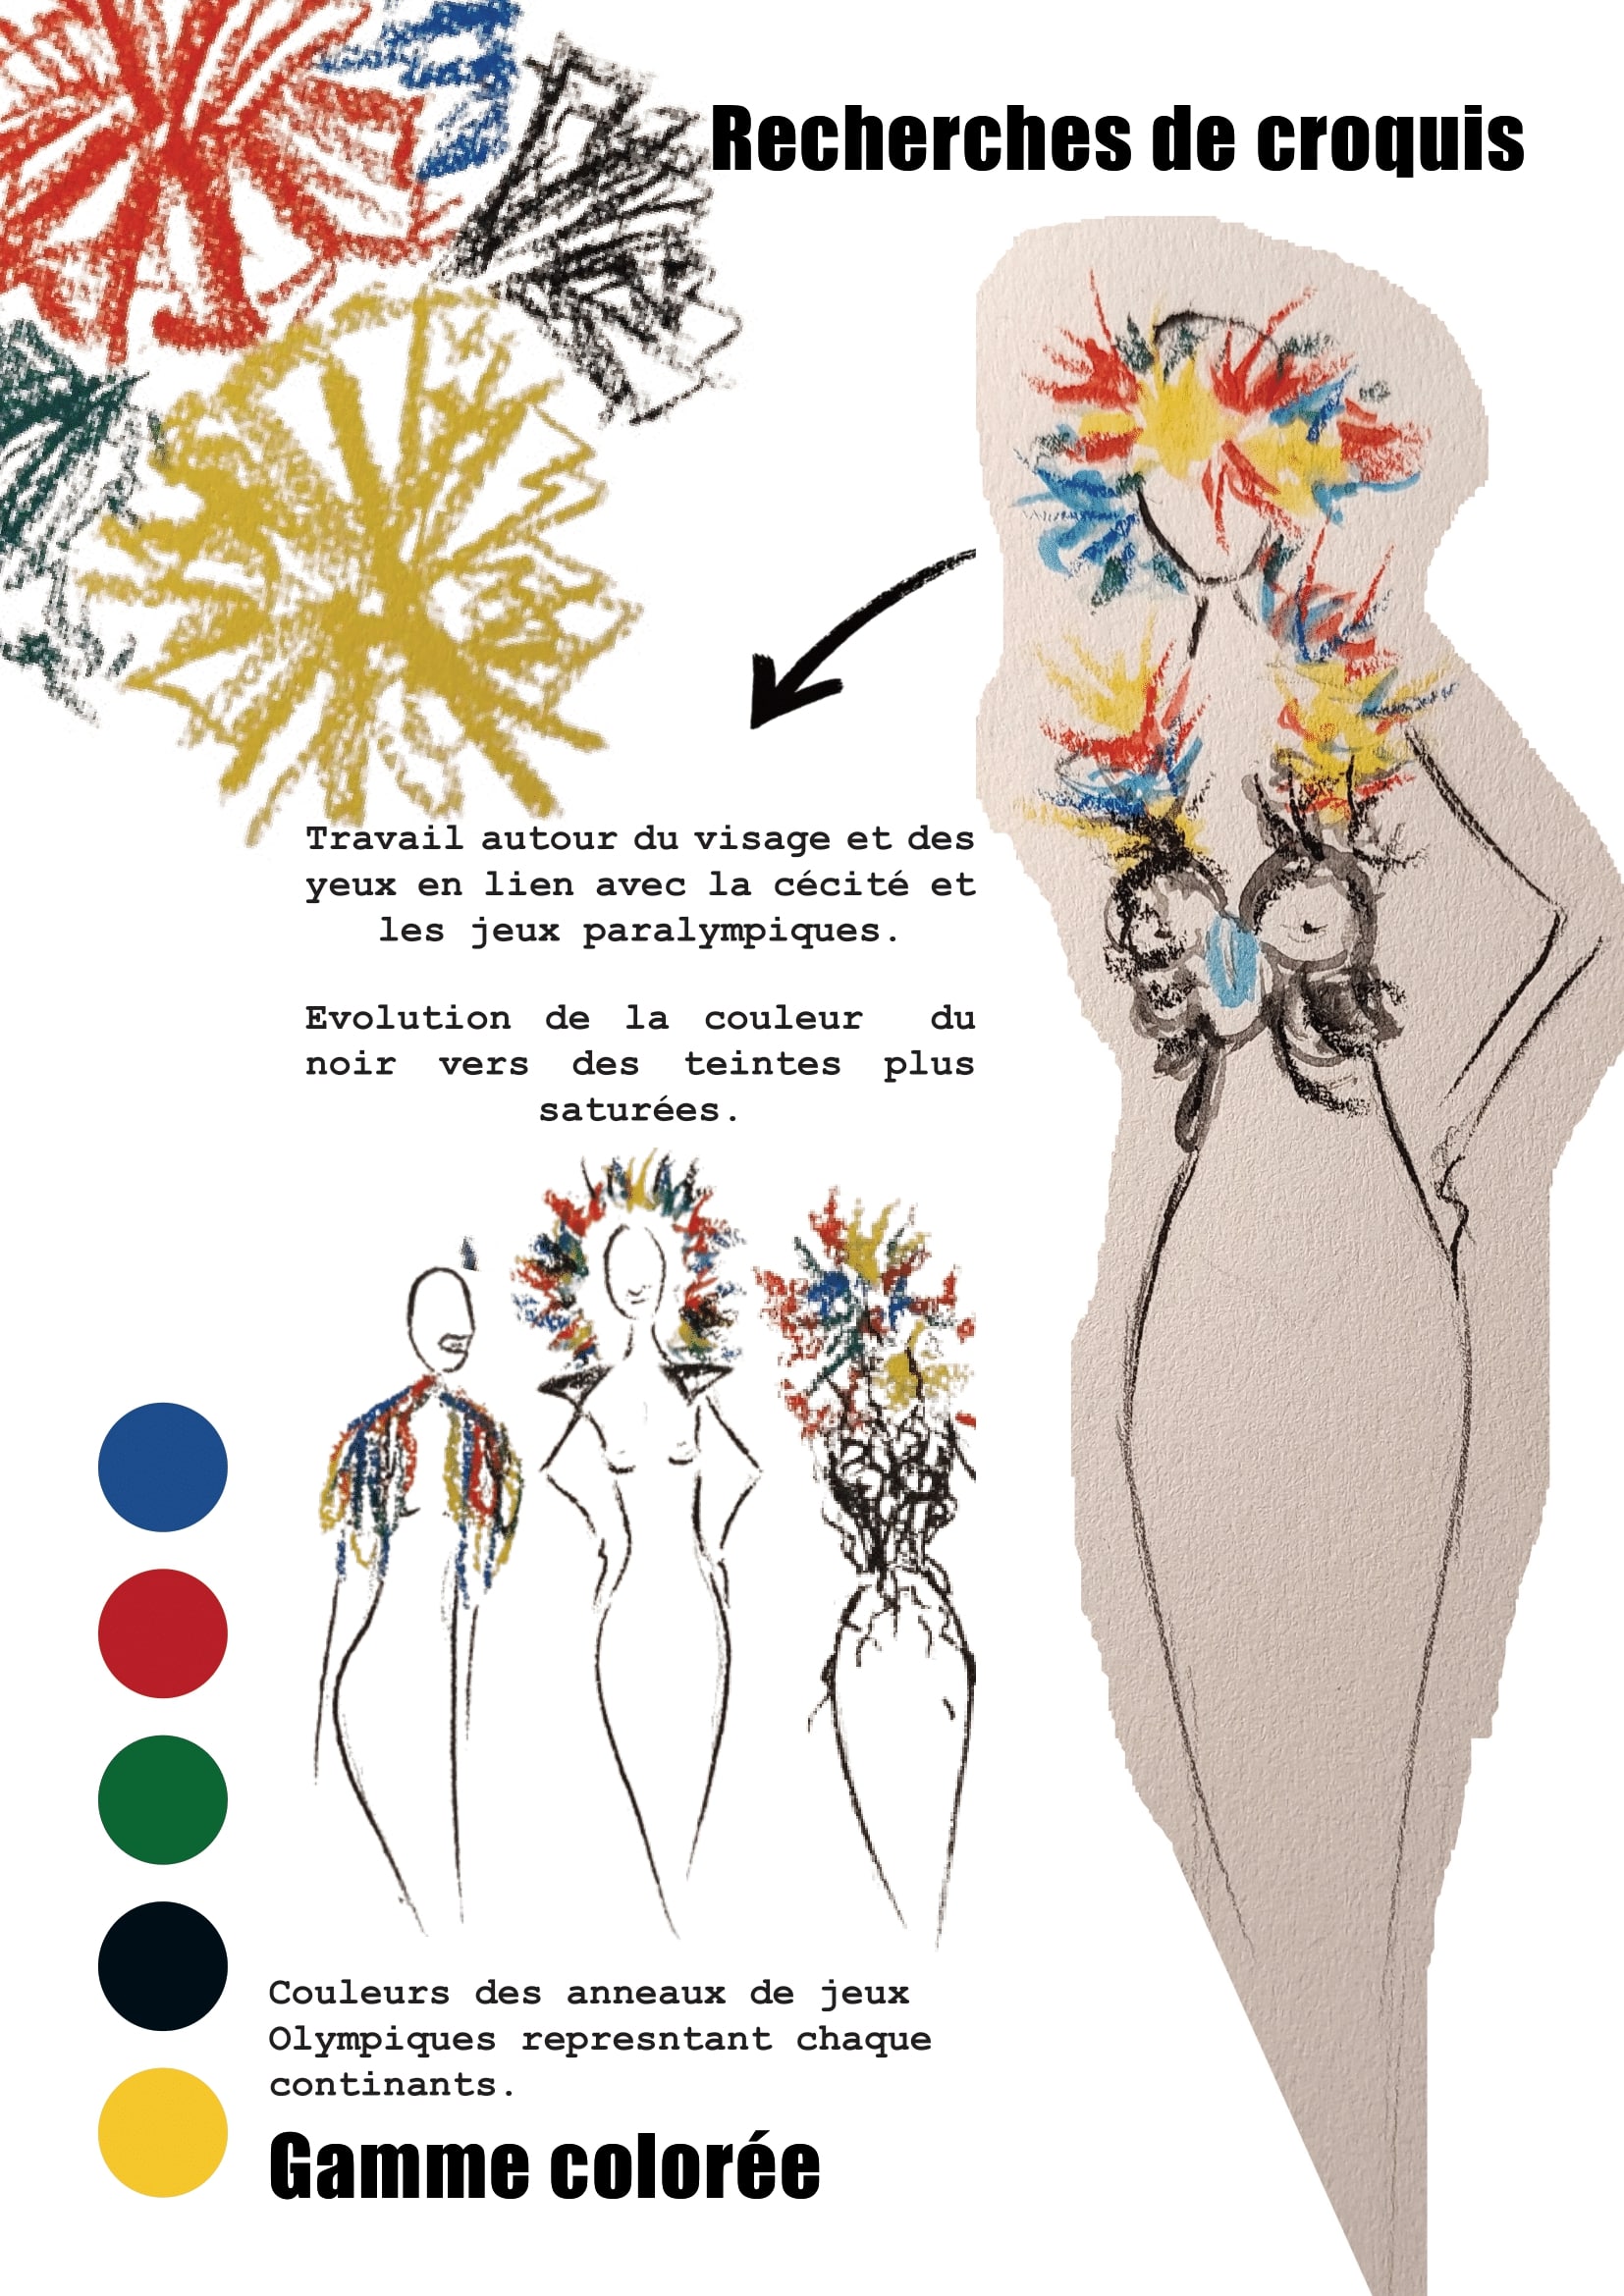 Recherches de croquis
Travail autour du visage et des
yeux en lien avec la cécité et
les jeux paralympiques.
Evolution de la couleur du
noir vers des teintes plus
saturées.
Couleurs des anneaux de jeux
Olympiques represntant chaque
continants.
Gamme colorée